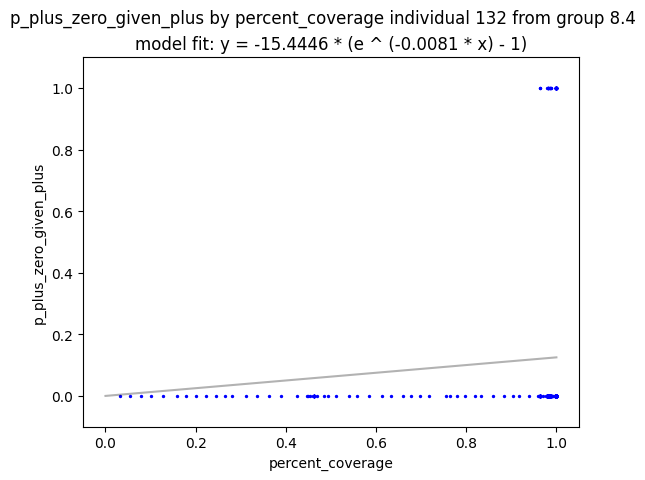 p_plus_zero_given_plus by percent_coverage individual 132 from group 8.4
model fit: y = -15.4446 * (e ^ (-0.0081 * x) - 1)
p_plus_zero_given_plus
1.0
0.8
0.6
0.4
0.2
0.0
0.0 0.2 0.4 0.6 0.8 1.0
percent_coverage